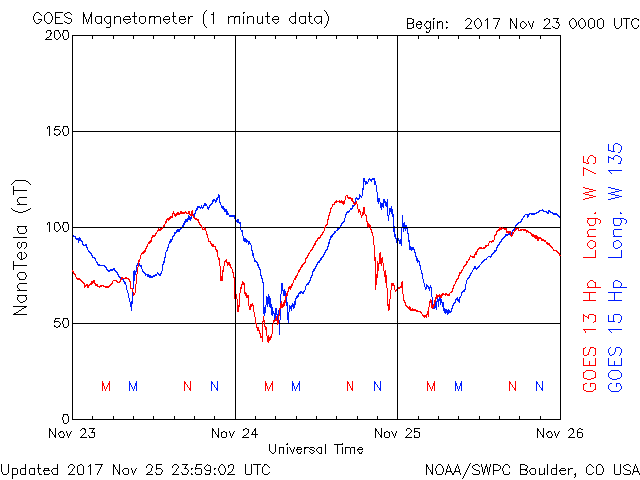 GOES Magnetometer (1 minute data)
Begin: 2017 Nov 23 0000 UTC
200
150
100
50
0
NanoTesla (nT)
M M N N M M N N M M N N
Nov 23 Nov 24 Nov 25 Nov 26
Universal Time
GOES 13 Hp Long. W 75
GOES 15 Hp Long. W 135
Updated 2017 Nov 25 23:59:02 UTC
NOAA/SWPC Boulder, CO USA